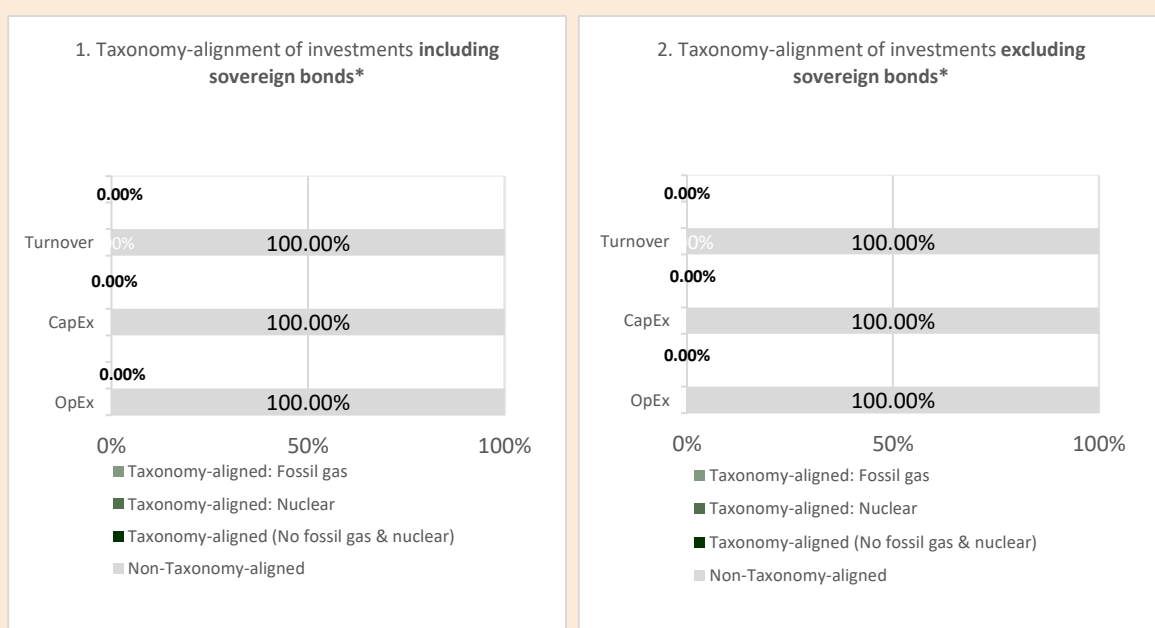 1. Taxonomy-alignment of investments including
sovereign bonds*
0.00%
Turnover 100.00%
0.00%
CapEx 100.00%
0.00%
OpEx 100.00%
0% 50% 100%
Taxonomy-aligned: Fossil gas
Taxonomy-aligned: Nuclear
Taxonomy-aligned (No fossil gas & nuclear)
Non-Taxonomy-aligned
2. Taxonomy-alignment of investments excluding
sovereign bonds*
0.00%
Turnover 100.00%
0.00%
CapEx 100.00%
0.00%
OpEx 100.00%
0% 50% 100%
Taxonomy-aligned: Fossil gas
Taxonomy-aligned: Nuclear
Taxonomy-aligned (No fossil gas & nuclear)
Non-Taxonomy-aligned